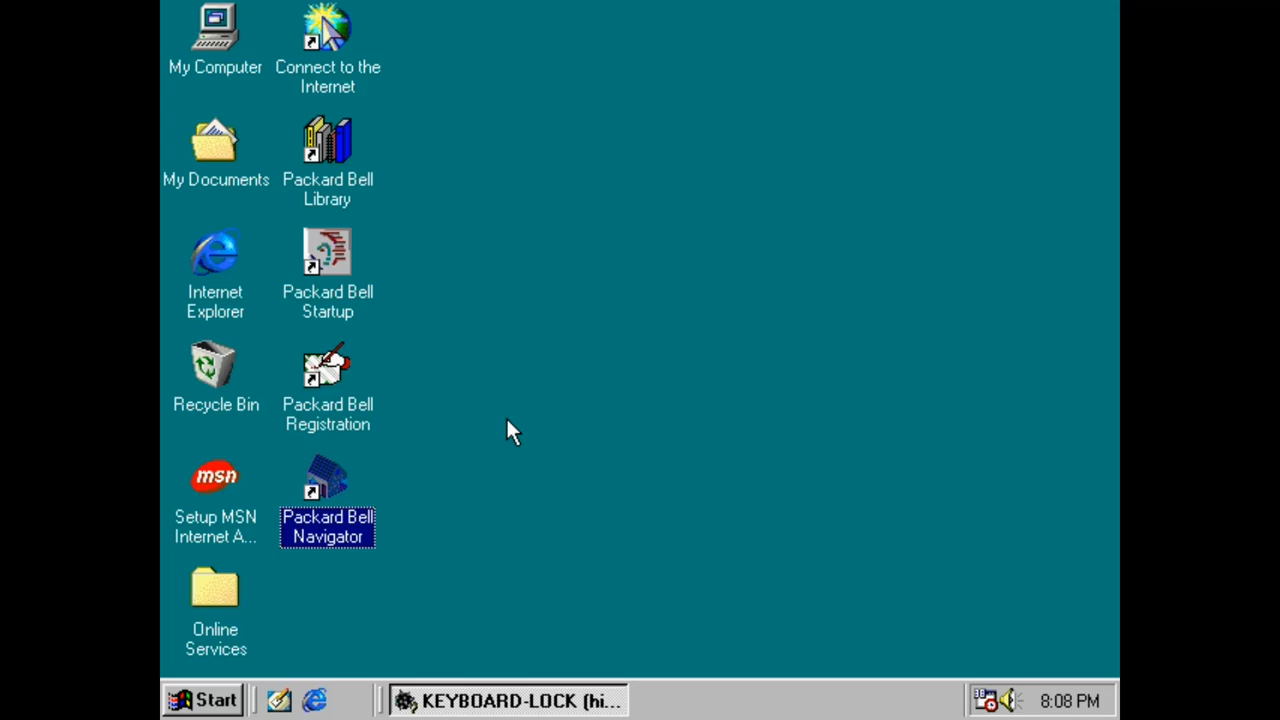 My Computer
Connect to the
Internet
My Documents
Packard Bell
Library
Internet
Explorer
Packard Bell
Startup
Recycle Bin
Packard Bell
Registration
msn
Setup MSN
Internet A...
Packard Bell
Navigator
Online
Services
Start
KEYBOARD-LOCK (hi...
8:08 PM